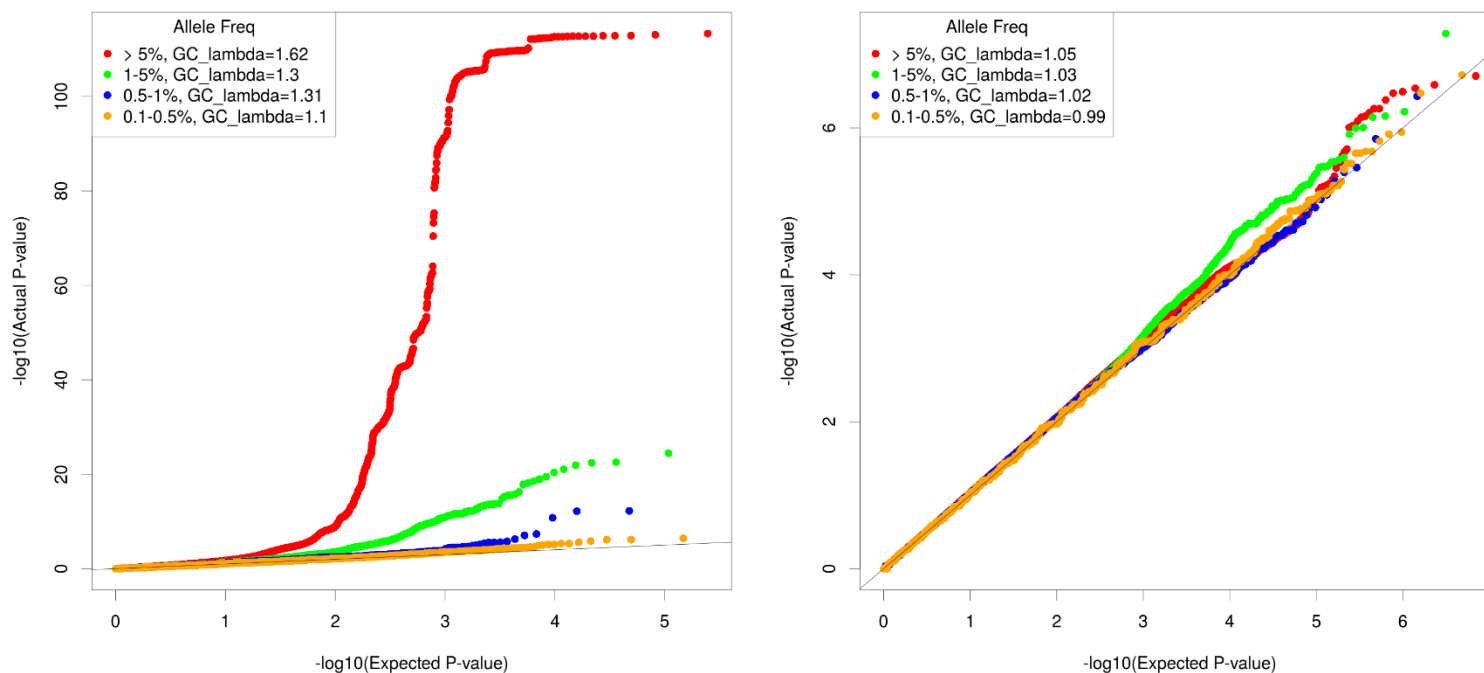 Allele Freq
> 5%, GC_lambda=1.62
1-5%, GC_lambda=1.3
0.5-1%, GC_lambda=1.31
0.1-0.5%, GC_lambda=1.1
-log10(Actual P-value)
100
80
60
40
20
0
0 1 2 3 4 5
-log10(Expected P-value)
Allele Freq
> 5%, GC_lambda=1.05
1-5%, GC_lambda=1.03
0.5-1%, GC_lambda=1.02
0.1-0.5%, GC_lambda=0.99
-log10(Actual P-value)
6
4
2
0
0 1 2 3 4 5 6
-log10(Expected P-value)